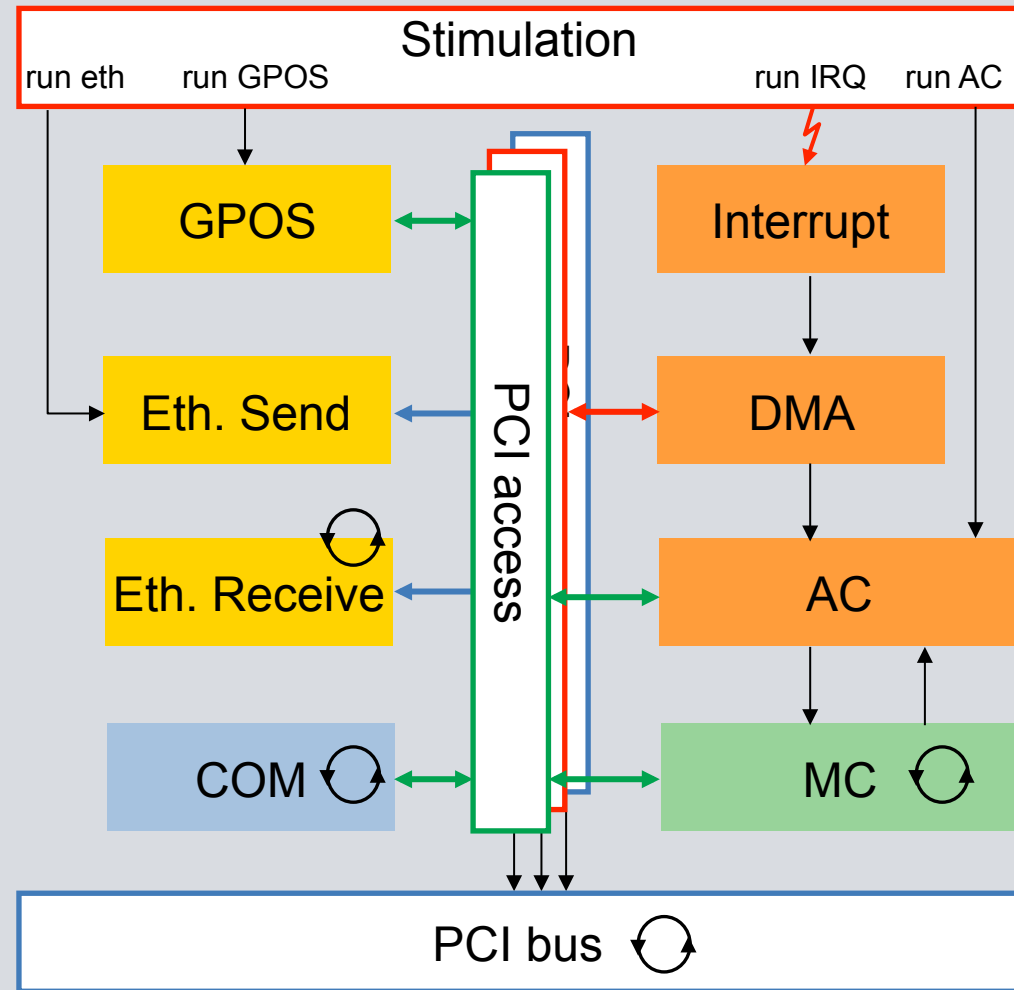 Stimulation
run eth
run GPOS
run IRQ
run AC
GPOS
Interrupt
Eth. Send
PCI access
DMA
Eth. Receive
AC
COM
MC
PCI bus